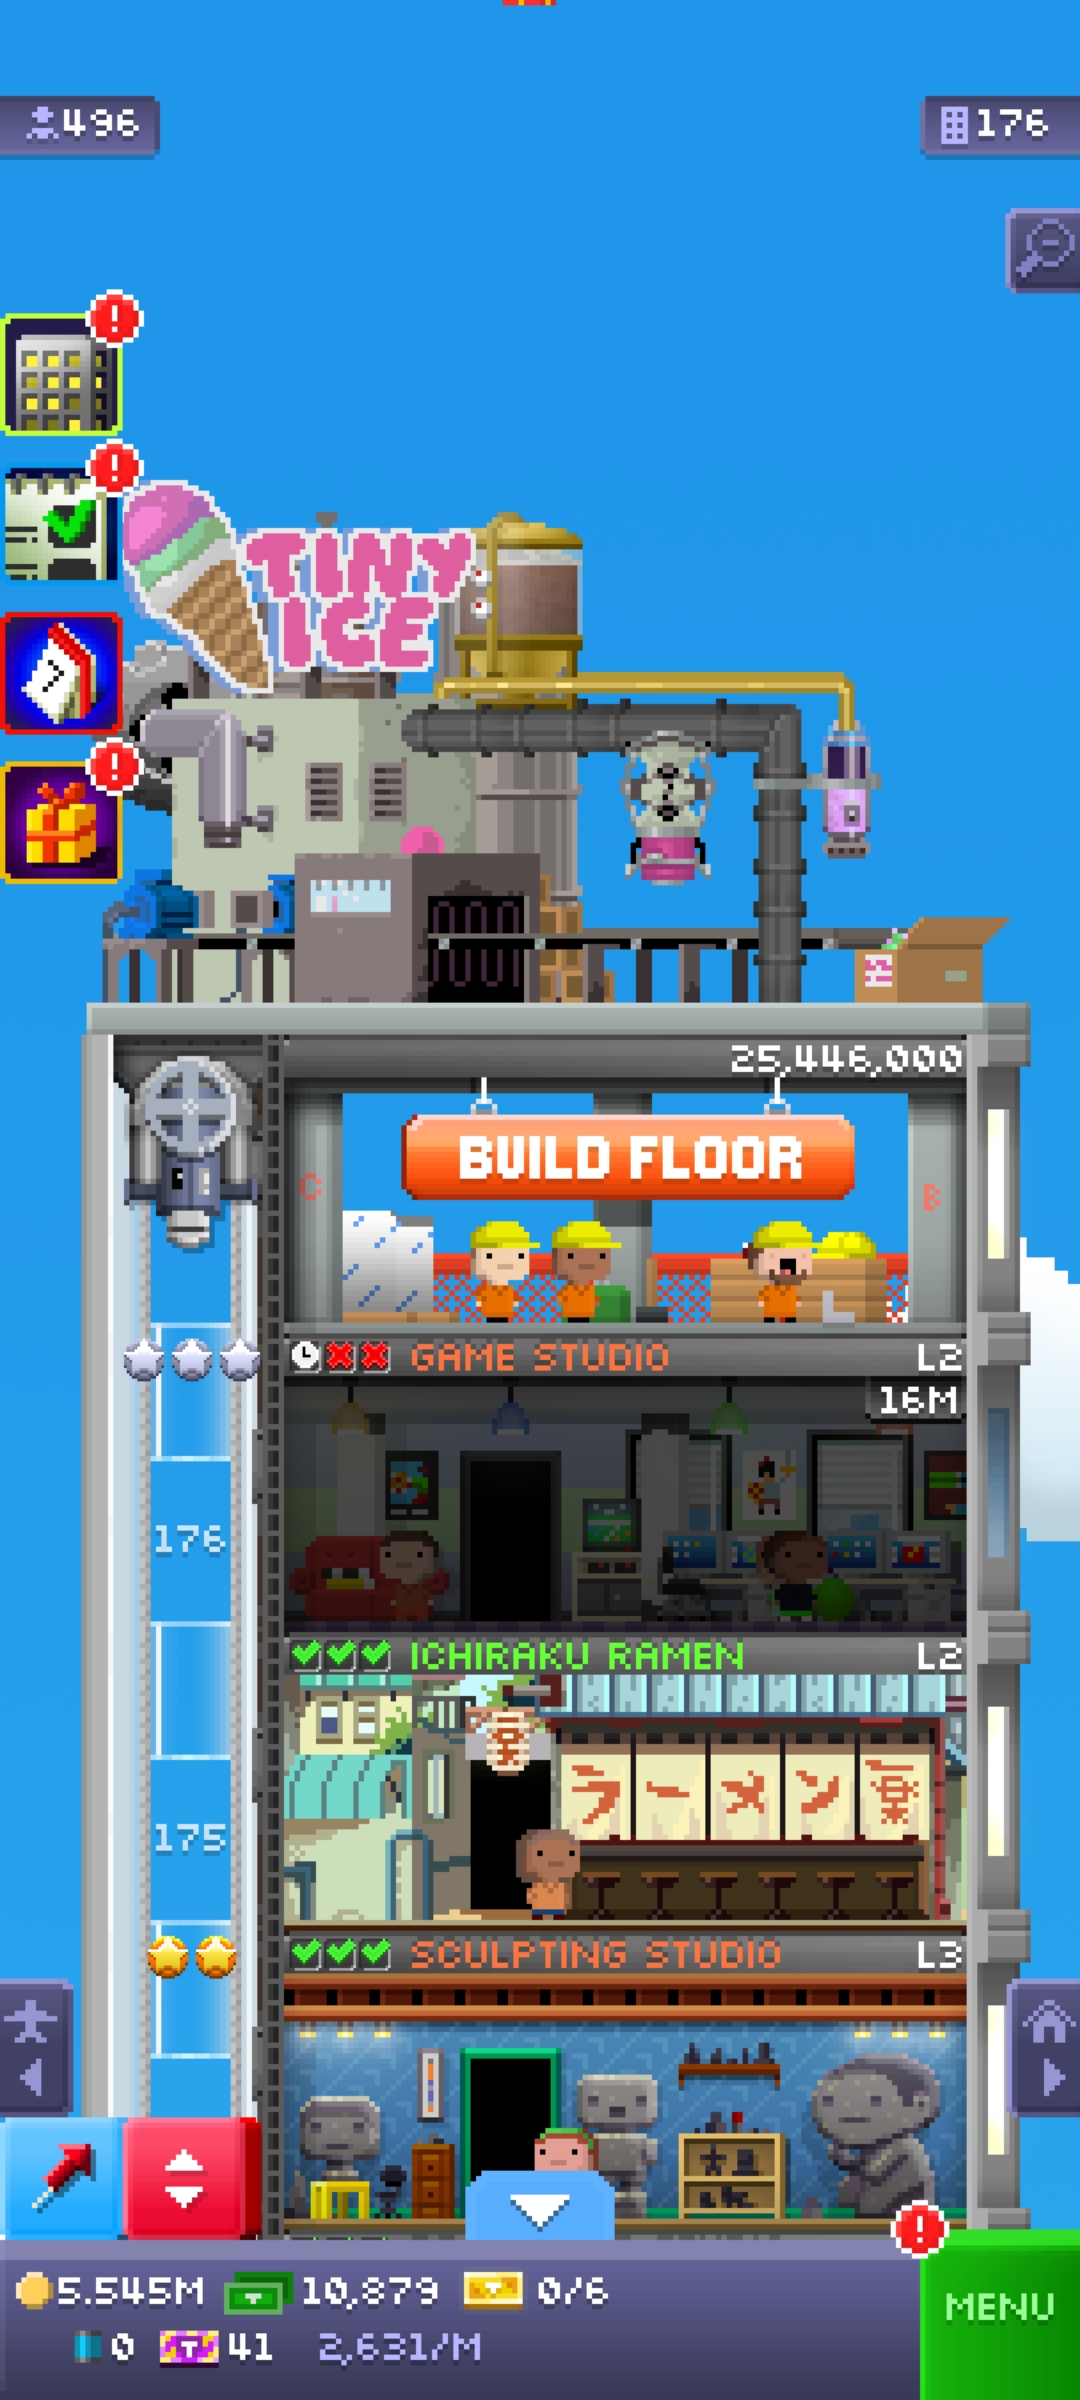 496
176
TINY
ICE
25,446,000
BUILD FLOOR
C
B
GAME STUDIO
L2
16M
176
ICHIRAKU RAMEN
L2
ラーメン
175
SCULPTING STUDIO
L3
5.545M
10,879
0/6
MENU
0
T
41
2,631/M